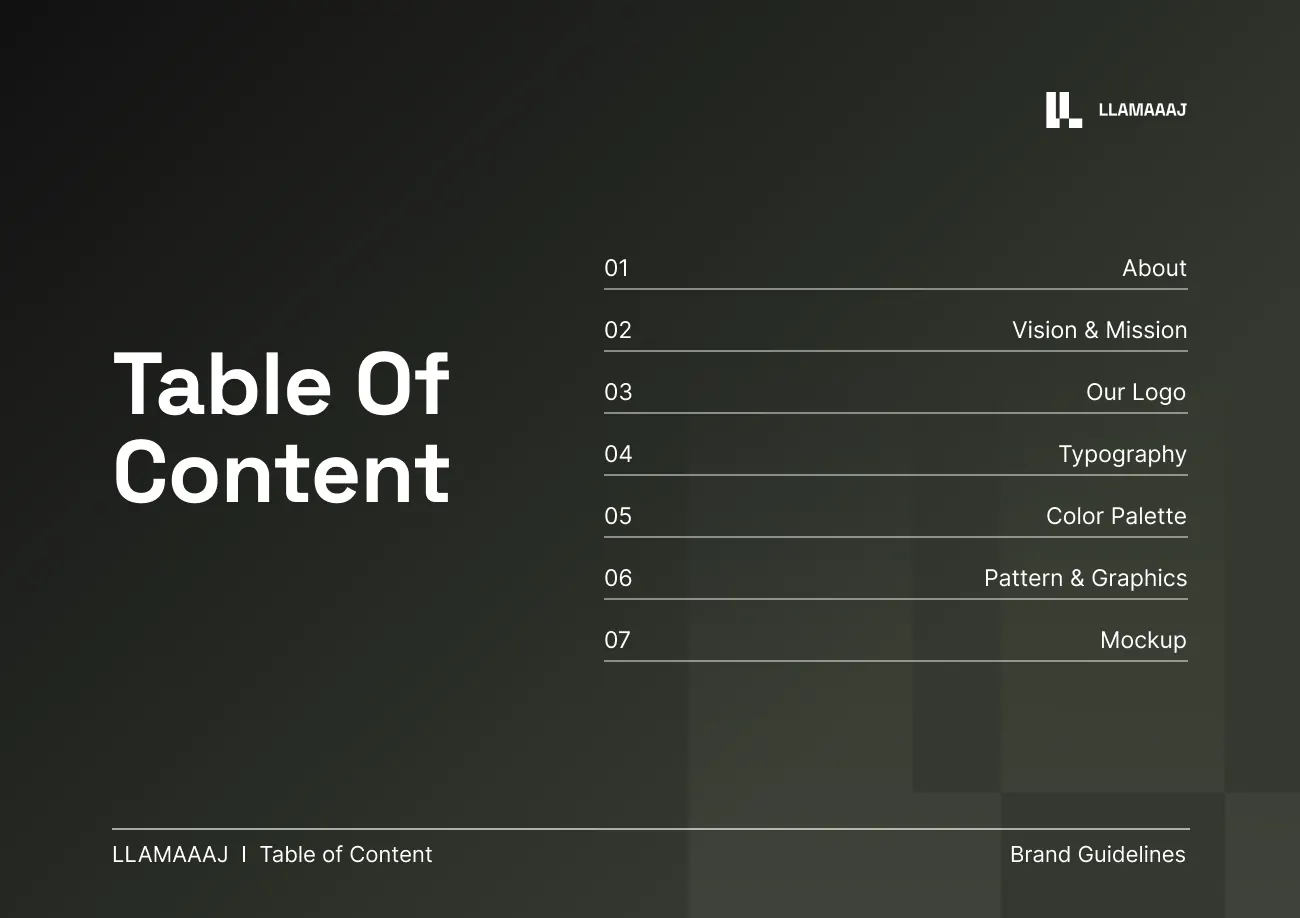 LLAMAAAJ
Table Of
Content
01 About
02 Vision & Mission
03 Our Logo
04 Typography
05 Color Palette
06 Pattern & Graphics
07 Mockup
LLAMAAAJ I Table of Content Brand Guidelines